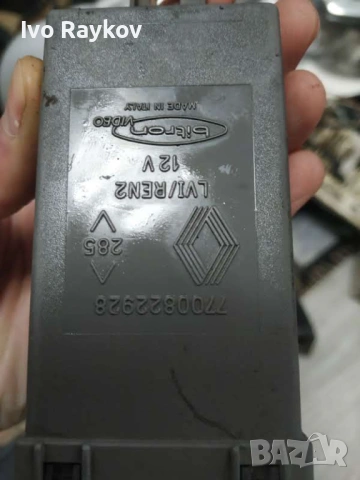 Ivo Raykov
bitron
VIDEO
MADE IN ITALY
12 V
LVI/REN2
285
7700822928
BAZAR